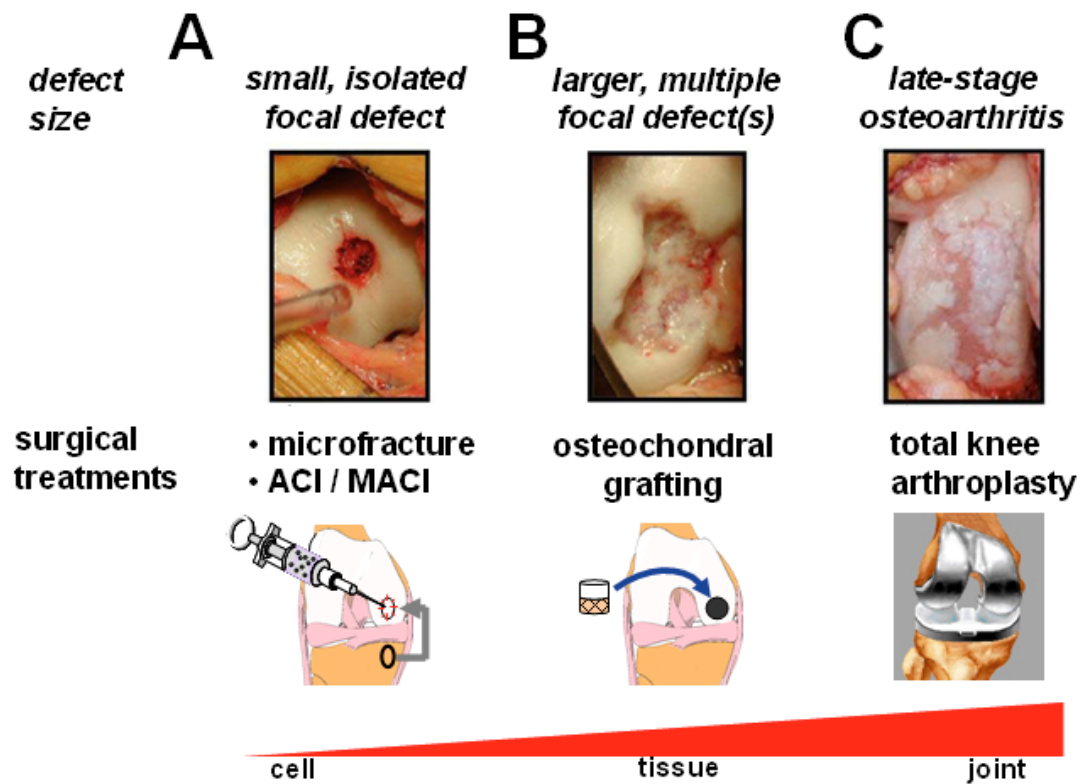 A
B
C
defect
size
small, isolated
focal defect
larger, multiple
focal defect(s)
late-stage
osteoarthritis
surgical
treatments
• microfracture
• ACI / MACI
osteochondral
grafting
total knee
arthroplasty
cell
tissue
joint